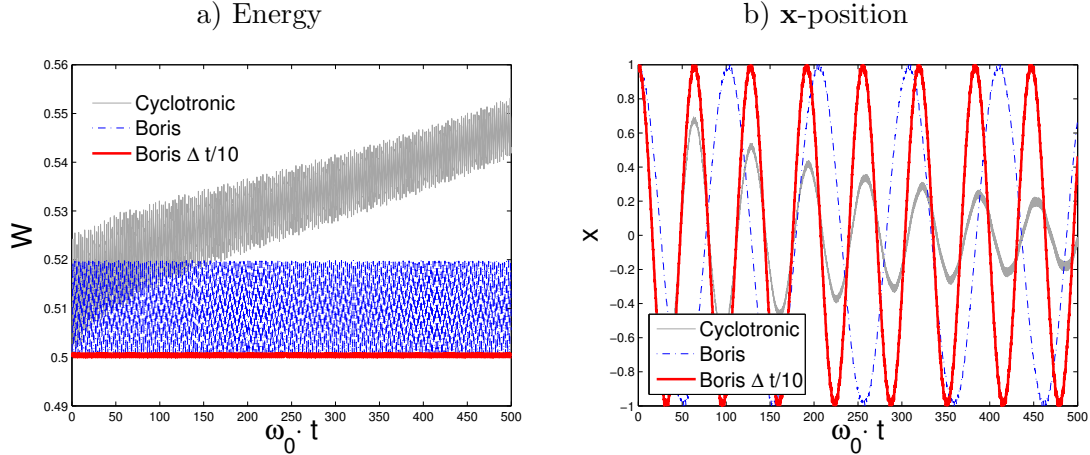 a) Energy
0.56
0.55
0.54
0.53
0.52
0.51
0.5
0.49
W
Cyclotronic
Boris
Boris Δ t/10
0 50 100 150 200 250 300 350 400 450 500
ω0· t
b) x-position
1
0.8
0.6
0.4
0.2
0
−0.2
−0.4
−0.6
−0.8
−1
x
Cyclotronic
Boris
Boris Δ t/10
0 50 100 150 200 250 300 350 400 450 500
ω0· t